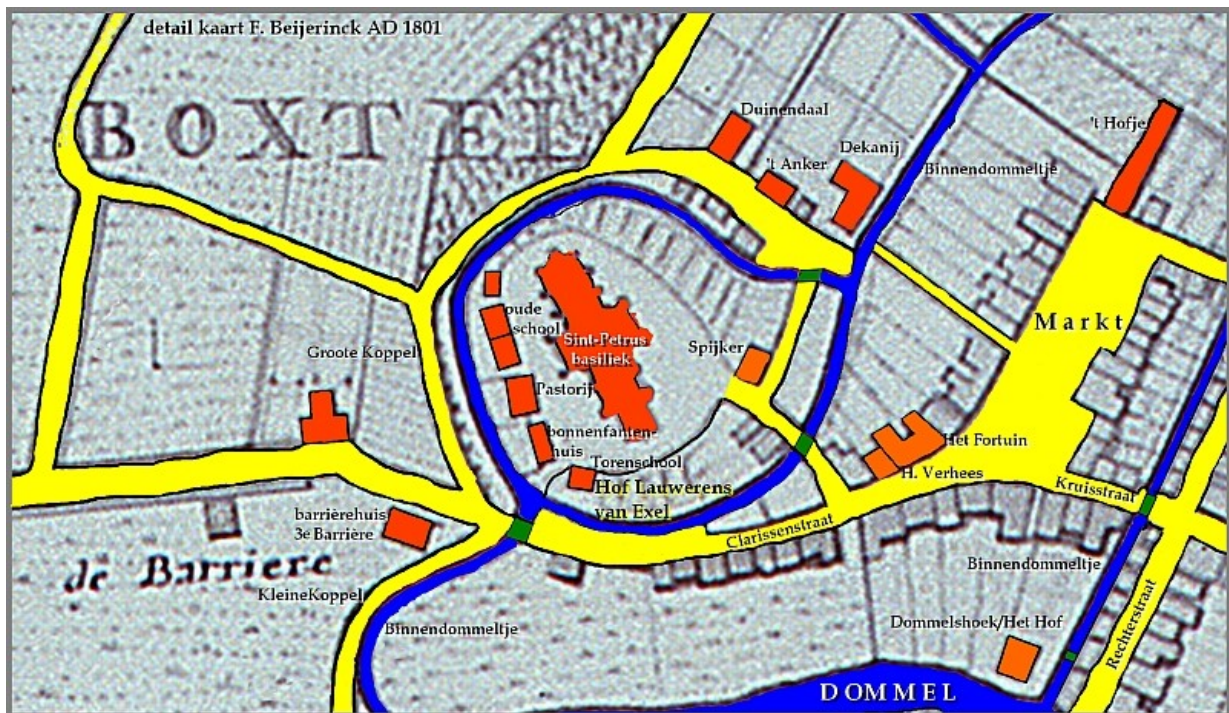 detail kaart F. Beijerinck AD 1801
BOXTEL
Duinendaal
't Anker
Dekanij
Binnendommeltje
't Hofje
oude
school
Sint-Petrus
basiliek
Groote Koppel
Spijker
Markt
Pastorij
bonnenfanten-
huis
Torenschool
Hof Lauwerens
van Exel
Het Fortuin
H. Verhees
Kruisstraat
barrièrehuis
3e Barrière
Clarissenstraat
de Barriere
KleineKoppel
Binnendommeltje
Binnendommeltje
Dommelshoek/Het Hof
Rechterstraat
DOMMEL